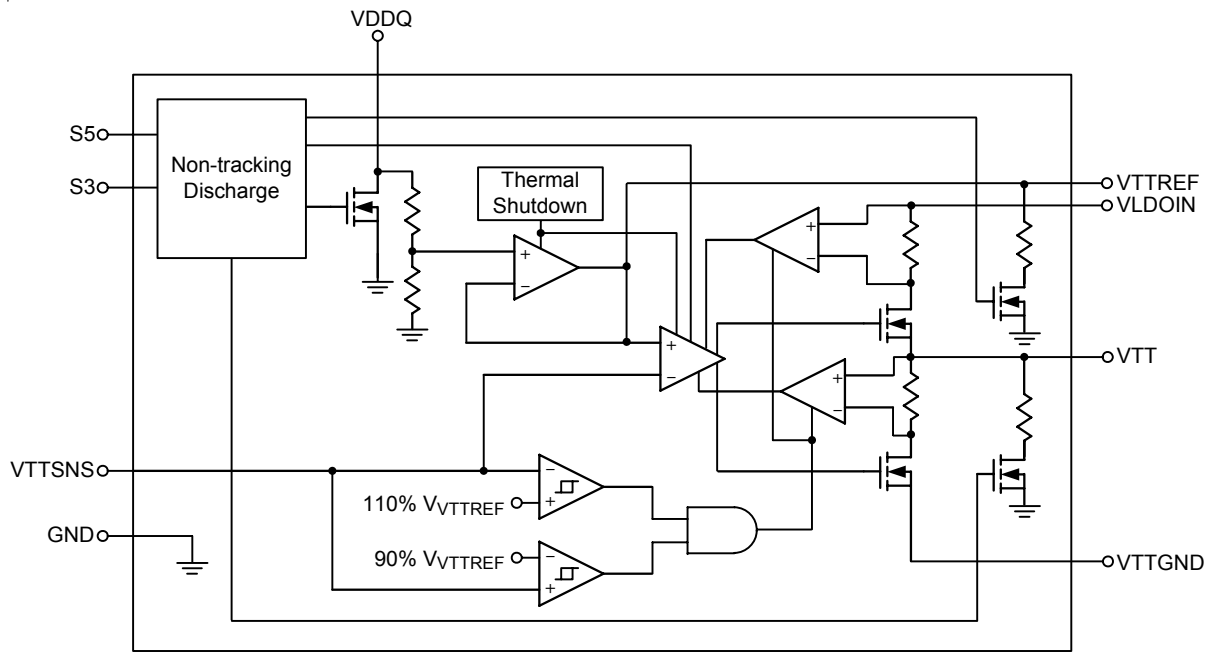 VDDQ
S5
S3
Non-tracking
Discharge
Thermal
Shutdown
VTTREF
VLDOIN
+
−
+
−
+
−
VTT
+
−
VTTSNS
−
110% VVTTREF
+
GND
90% VVTTREF
−
+
VTTGND